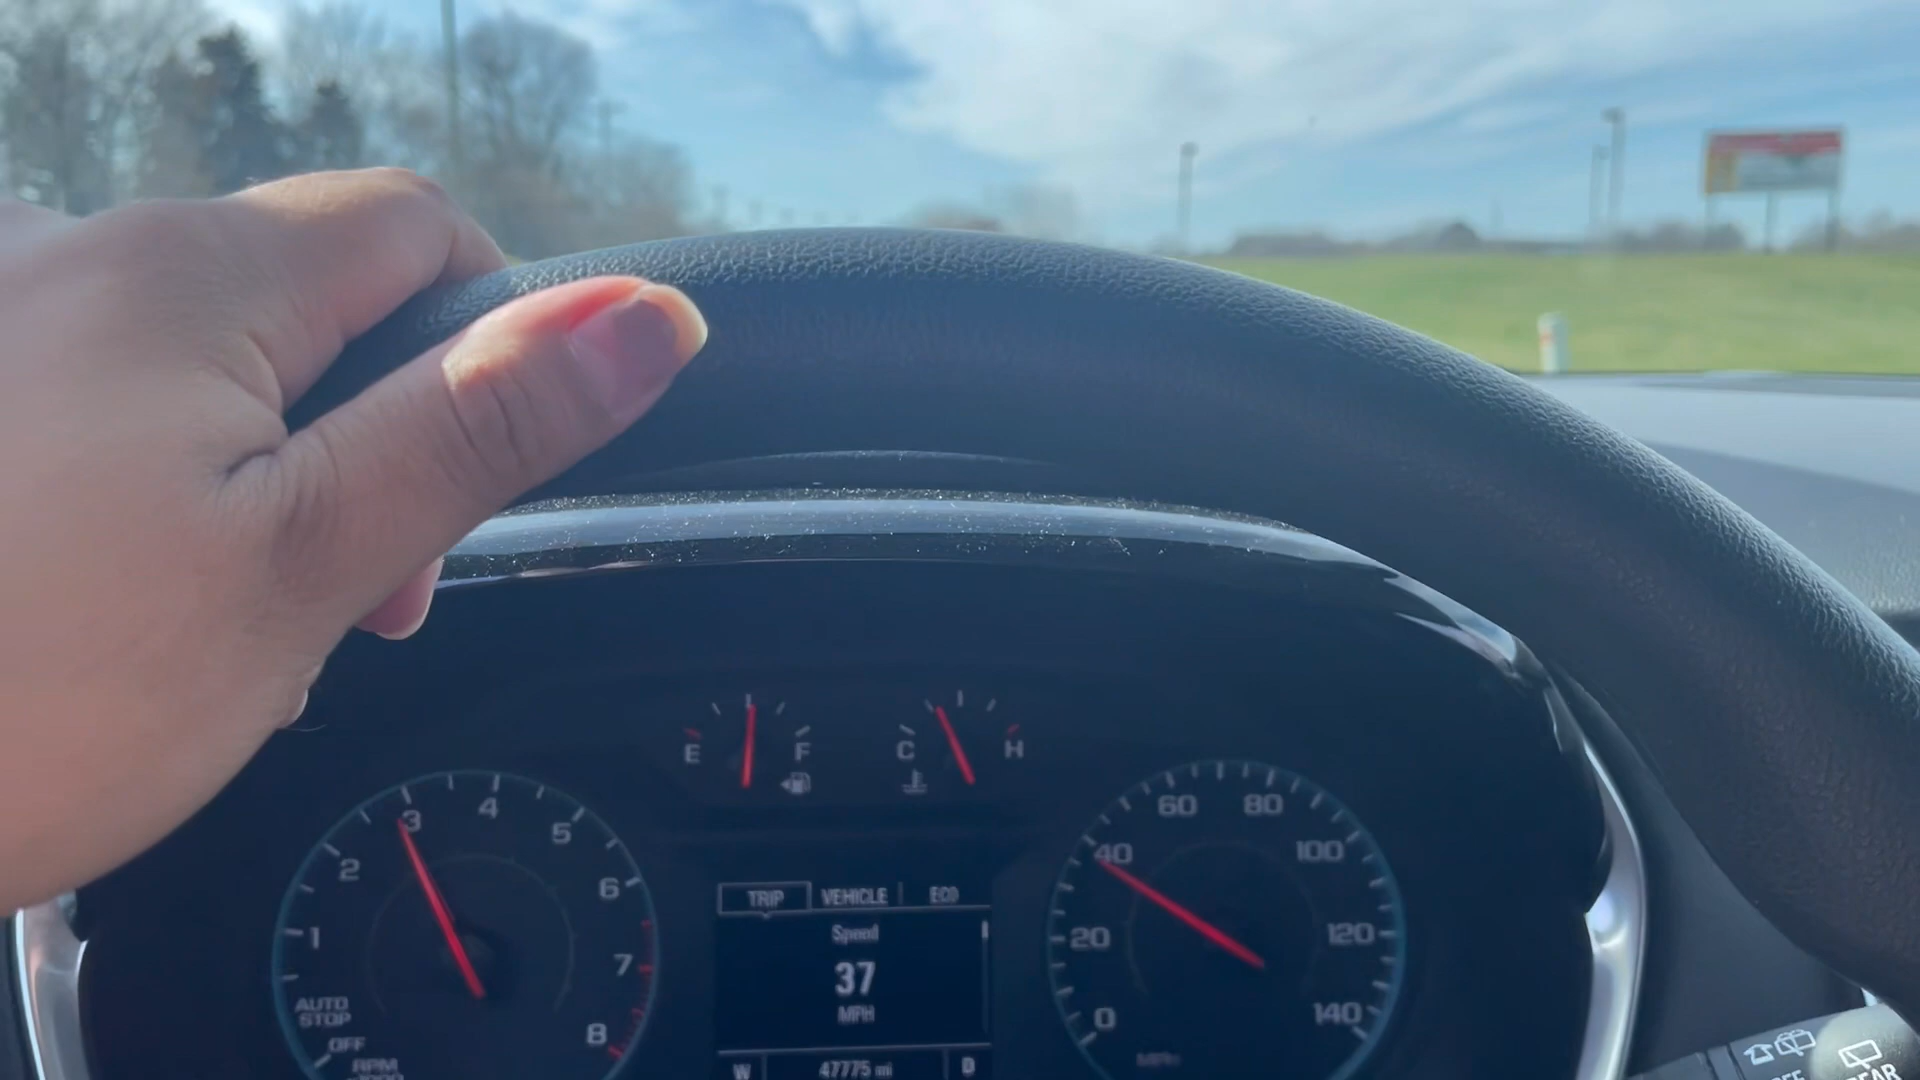 E F
C H
1 2 3 4 5 6 7 8
AUTO
STOP
OFF
RPM
TRIP VEHICLE ECO
Speed
37
MPH
W 47775 mi D
0 20 40 60 80 100 120 140
MPH